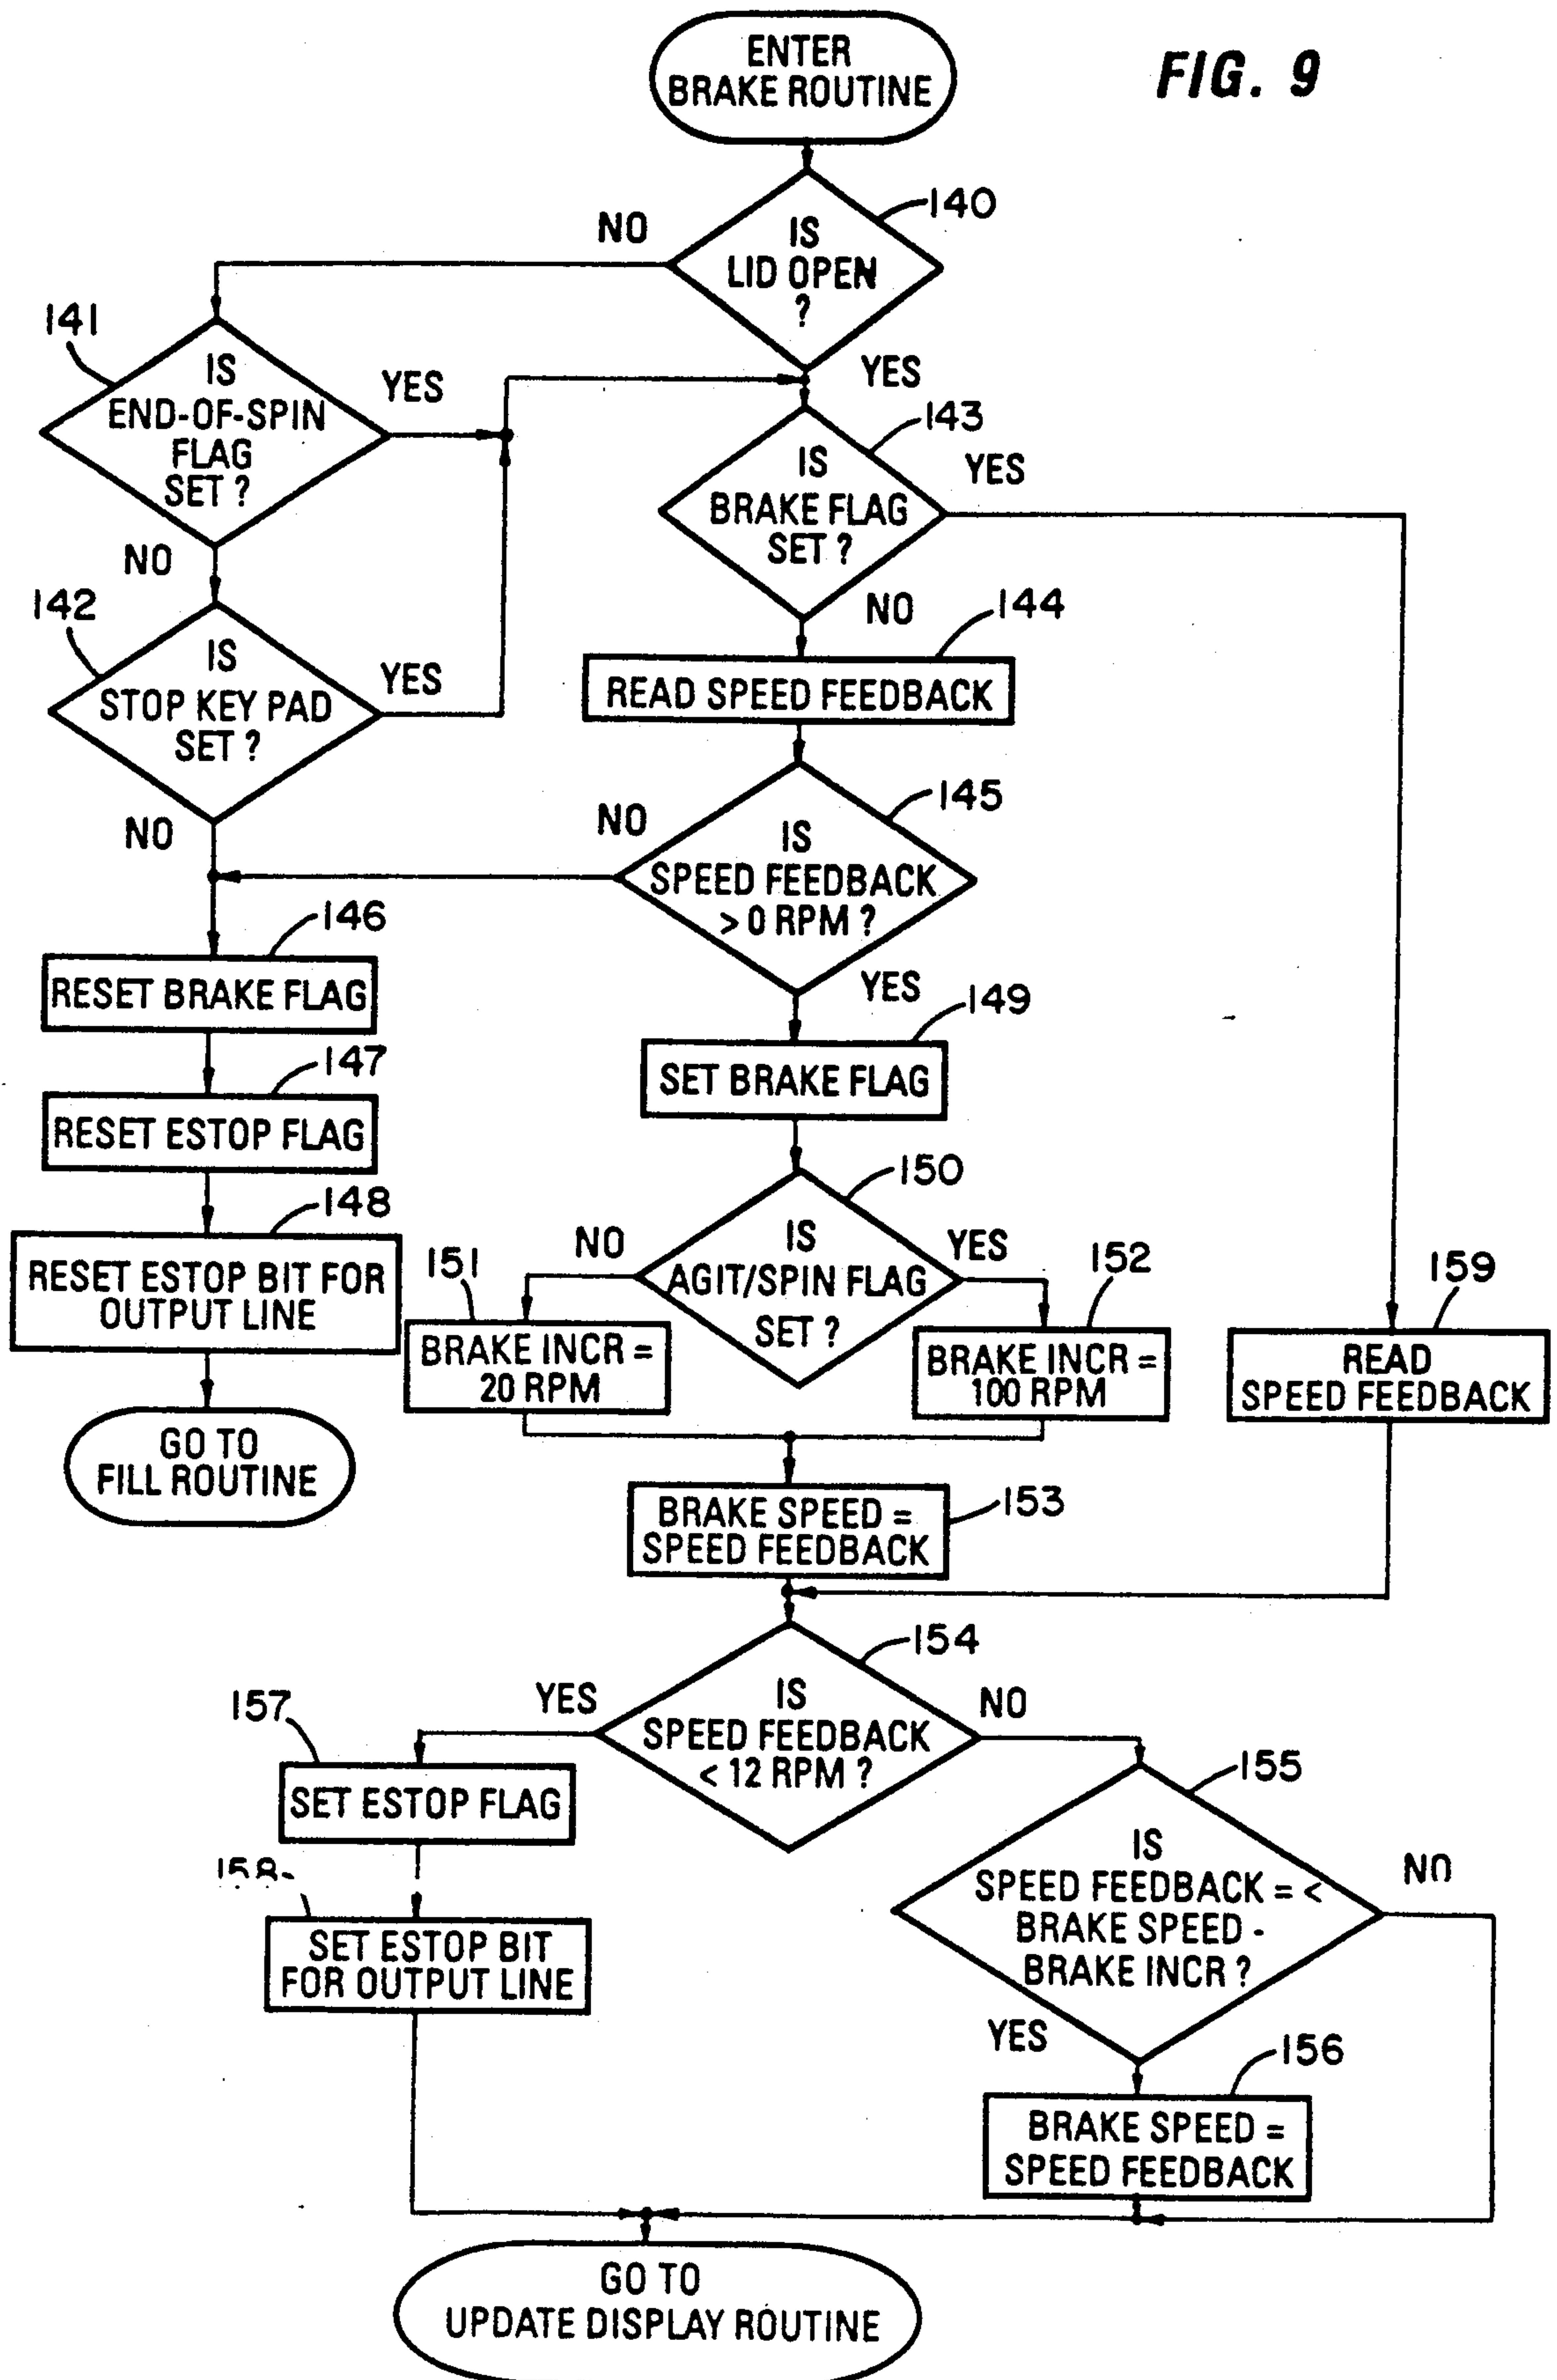 FIG. 9
ENTER
BRAKE ROUTINE
140
NO
IS
LID OPEN
?
YES
141
IS
END-OF-SPIN
FLAG
SET ?
YES
NO
143
IS
BRAKE FLAG
SET ?
YES
NO
142
IS
STOP KEY PAD
SET ?
YES
NO
144
READ SPEED FEEDBACK
145
NO
IS
SPEED FEEDBACK
> 0 RPM ?
YES
146
RESET BRAKE FLAG
147
RESET ESTOP FLAG
148
RESET ESTOP BIT FOR
OUTPUT LINE
GO TO
FILL ROUTINE
149
SET BRAKE FLAG
150
NO
IS
AGIT/SPIN FLAG
SET ?
YES
151
BRAKE INCR =
20 RPM
152
BRAKE INCR =
100 RPM
159
READ
SPEED FEEDBACK
153
BRAKE SPEED =
SPEED FEEDBACK
154
YES
IS
SPEED FEEDBACK
< 12 RPM ?
NO
157
SET ESTOP FLAG
158
SET ESTOP BIT
FOR OUTPUT LINE
155
IS
SPEED FEEDBACK = <
BRAKE SPEED -
BRAKE INCR ?
NO
YES
156
BRAKE SPEED =
SPEED FEEDBACK
GO TO
UPDATE DISPLAY ROUTINE